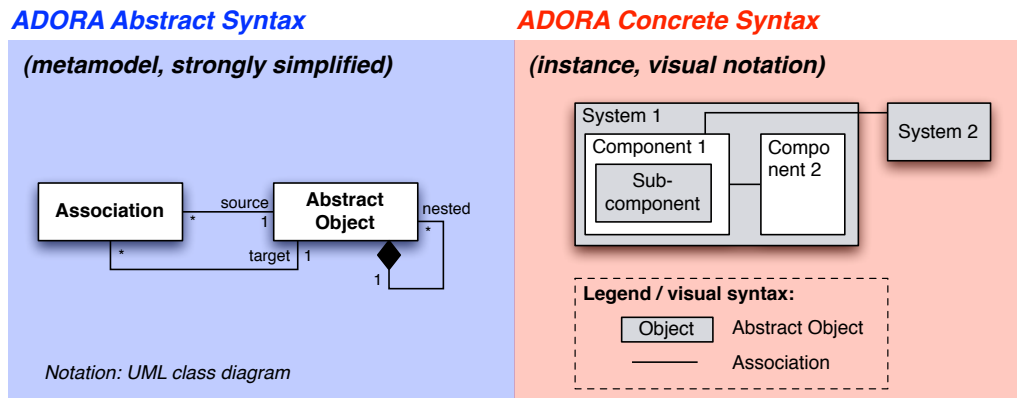 ADORA Abstract Syntax
(metamodel, strongly simplified)
Association
source
*
1
Abstract
Object
nested
*
*
target
1
1
Notation: UML class diagram
ADORA Concrete Syntax
(instance, visual notation)
System 1
Component 1
Sub-
component
Compo
nent 2
System 2
Legend / visual syntax:
Object Abstract Object
Association